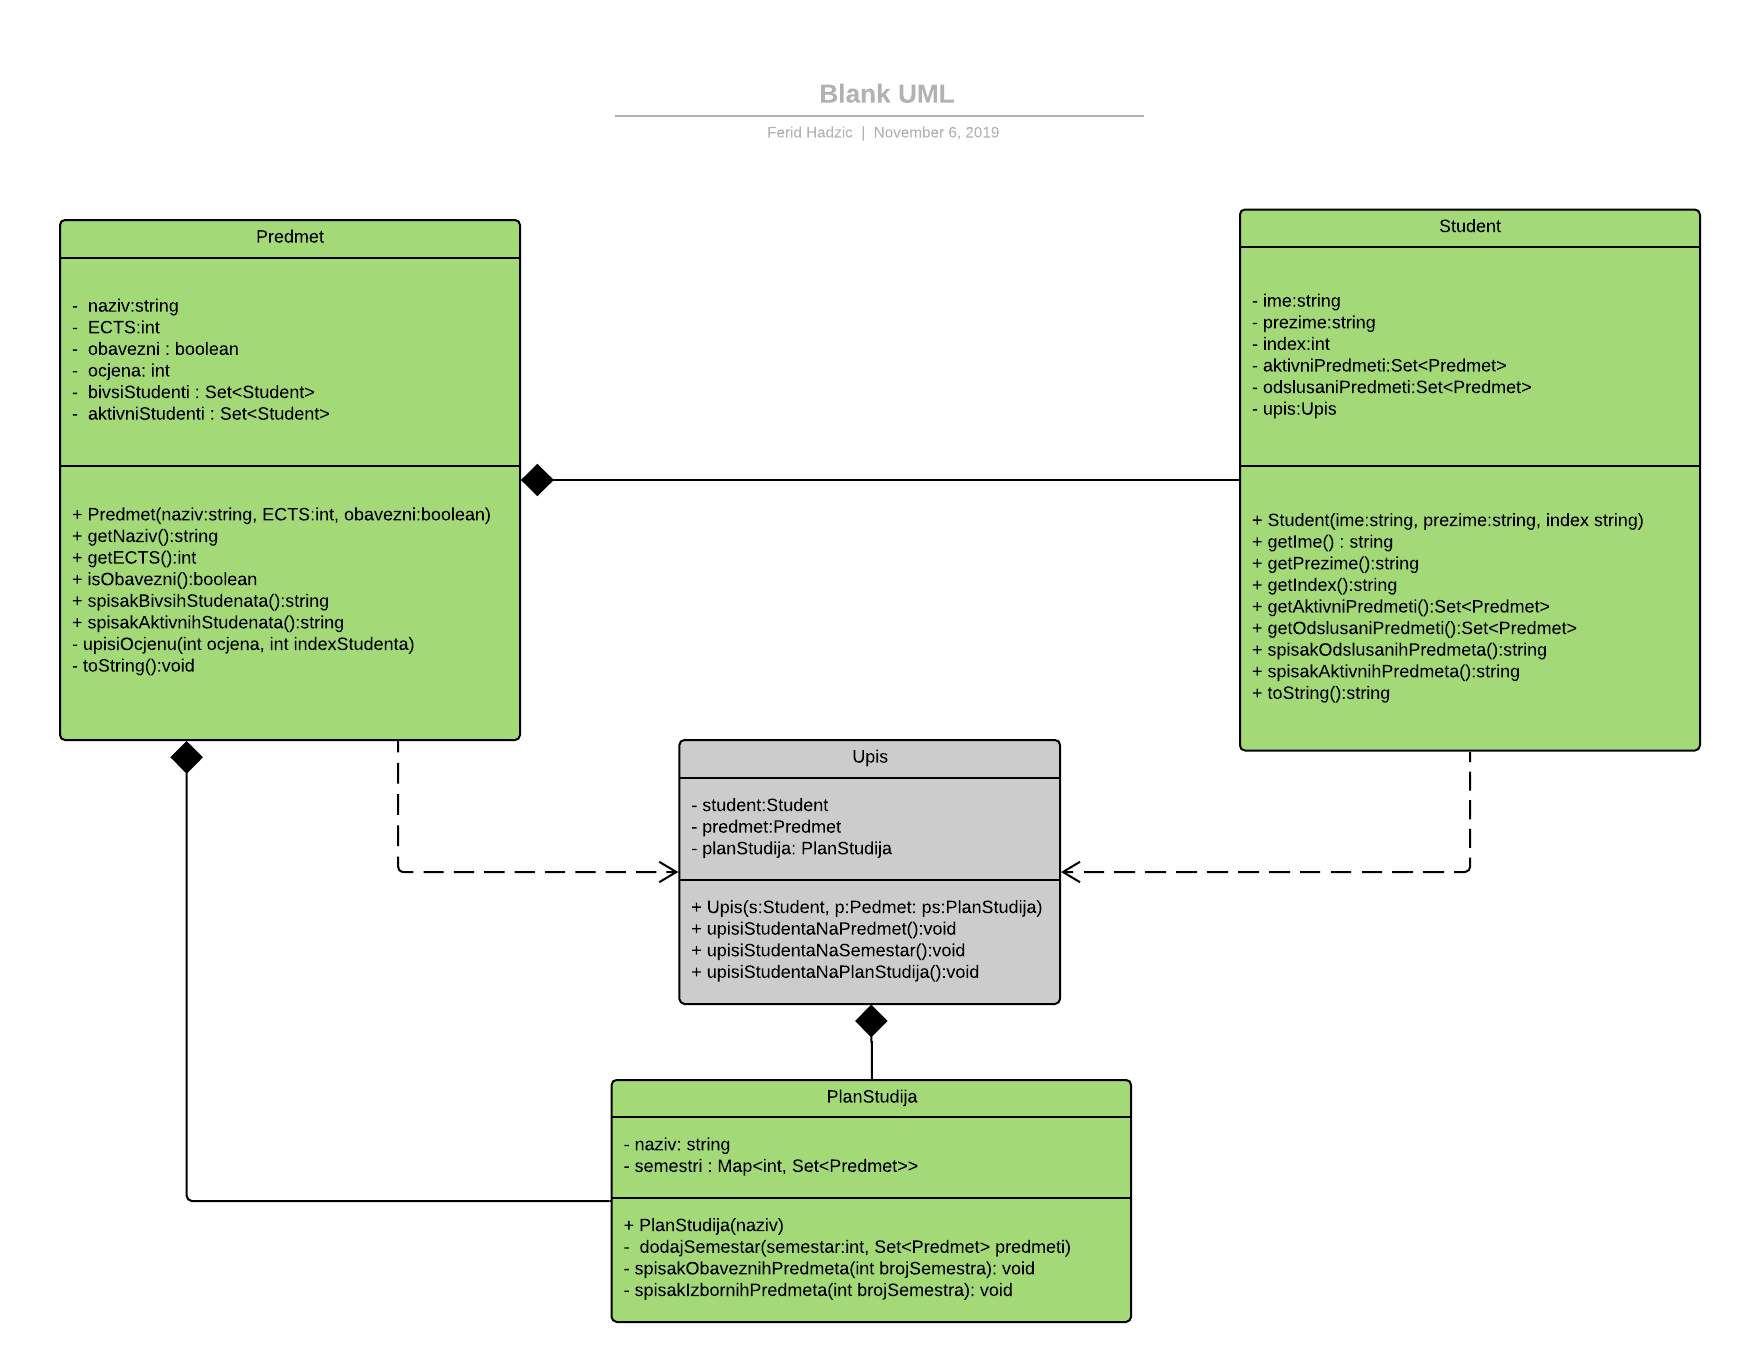 Blank UML
Ferid Hadzic | November 6, 2019
Predmet
- naziv:string
- ECTS:int
- obavezni : boolean
- ocjena: int
- bivsiStudenti : Set<Student>
- aktivniStudenti : Set<Student>
+ Predmet(naziv:string, ECTS:int, obavezni:boolean)
+ getNaziv():string
+ getECTS():int
+ isObavezni():boolean
+ spisakBivsihStudenata():string
+ spisakAktivnihStudenata():string
- upisiOcjenu(int ocjena, int indexStudenta)
- toString():void
Student
- ime:string
- prezime:string
- index:int
- aktivniPredmeti:Set<Predmet>
- odslusaniPredmeti:Set<Predmet>
- upis:Upis
+ Student(ime:string, prezime:string, index string)
+ getIme() : string
+ getPrezime():string
+ getIndex():string
+ getAktivniPredmeti():Set<Predmet>
+ getOdslusaniPredmeti():Set<Predmet>
+ spisakOdslusanihPredmeta():string
+ spisakAktivnihPredmeta():string
+ toString():string
Upis
- student:Student
- predmet:Predmet
- planStudija: PlanStudija
+ Upis(s:Student, p:Pedmet: ps:PlanStudija)
+ upisiStudentaNaPredmet():void
+ upisiStudentaNaSemestar():void
+ upisiStudentaNaPlanStudija():void
PlanStudija
- naziv: string
- semestri : Map<int, Set<Predmet>>
+ PlanStudija(naziv)
- dodajSemestar(semestar:int, Set<Predmet> predmeti)
- spisakObaveznihPredmeta(int brojSemestra): void
- spisakIzbornihPredmeta(int brojSemestra): void